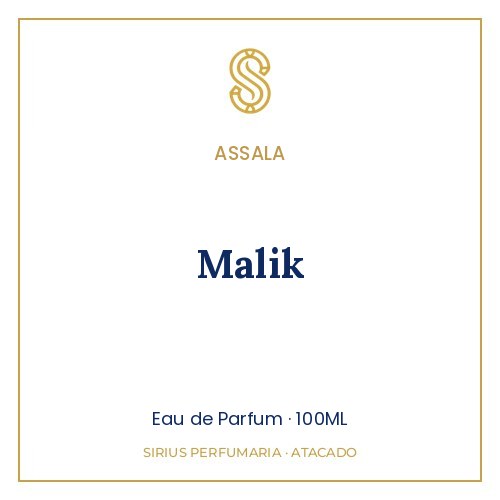 ASSALA
Malik
Eau de Parfum · 100ML
SIRIUS PERFUMARIA · ATACADO